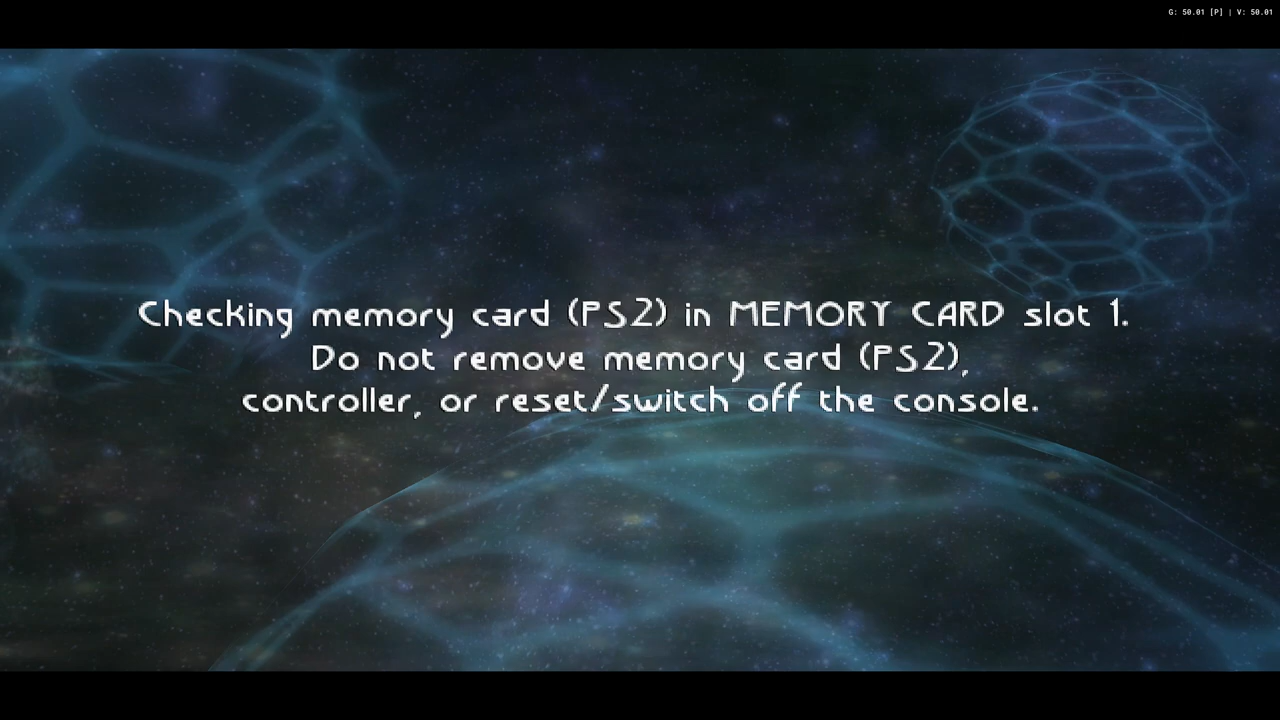 G: 50.01 [P] | V: 50.01
Checking memory card (PS2) in MEMORY CARD slot 1.
Do not remove memory card (PS2),
controller, or reset/switch off the console.